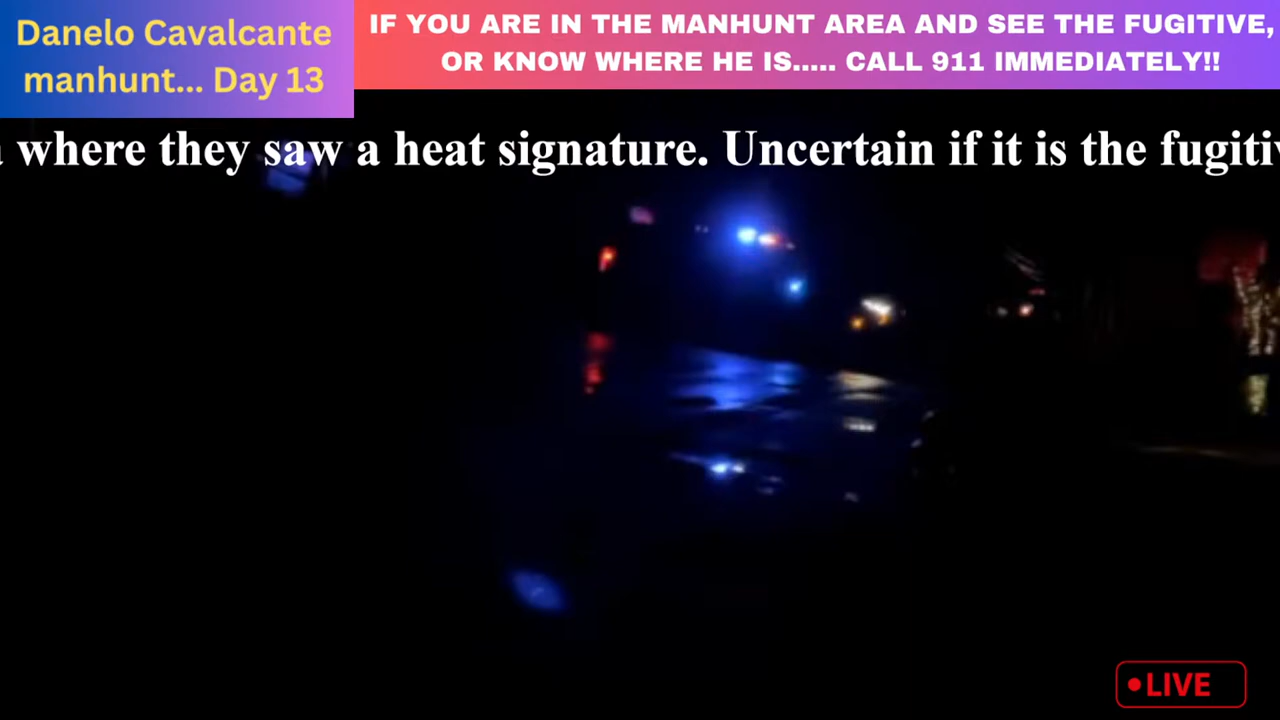 Danelo Cavalcante
manhunt... Day 13
IF YOU ARE IN THE MANHUNT AREA AND SEE THE FUGITIVE,
OR KNOW WHERE HE IS..... CALL 911 IMMEDIATELY!!
where they saw a heat signature. Uncertain if it is the
LIVE